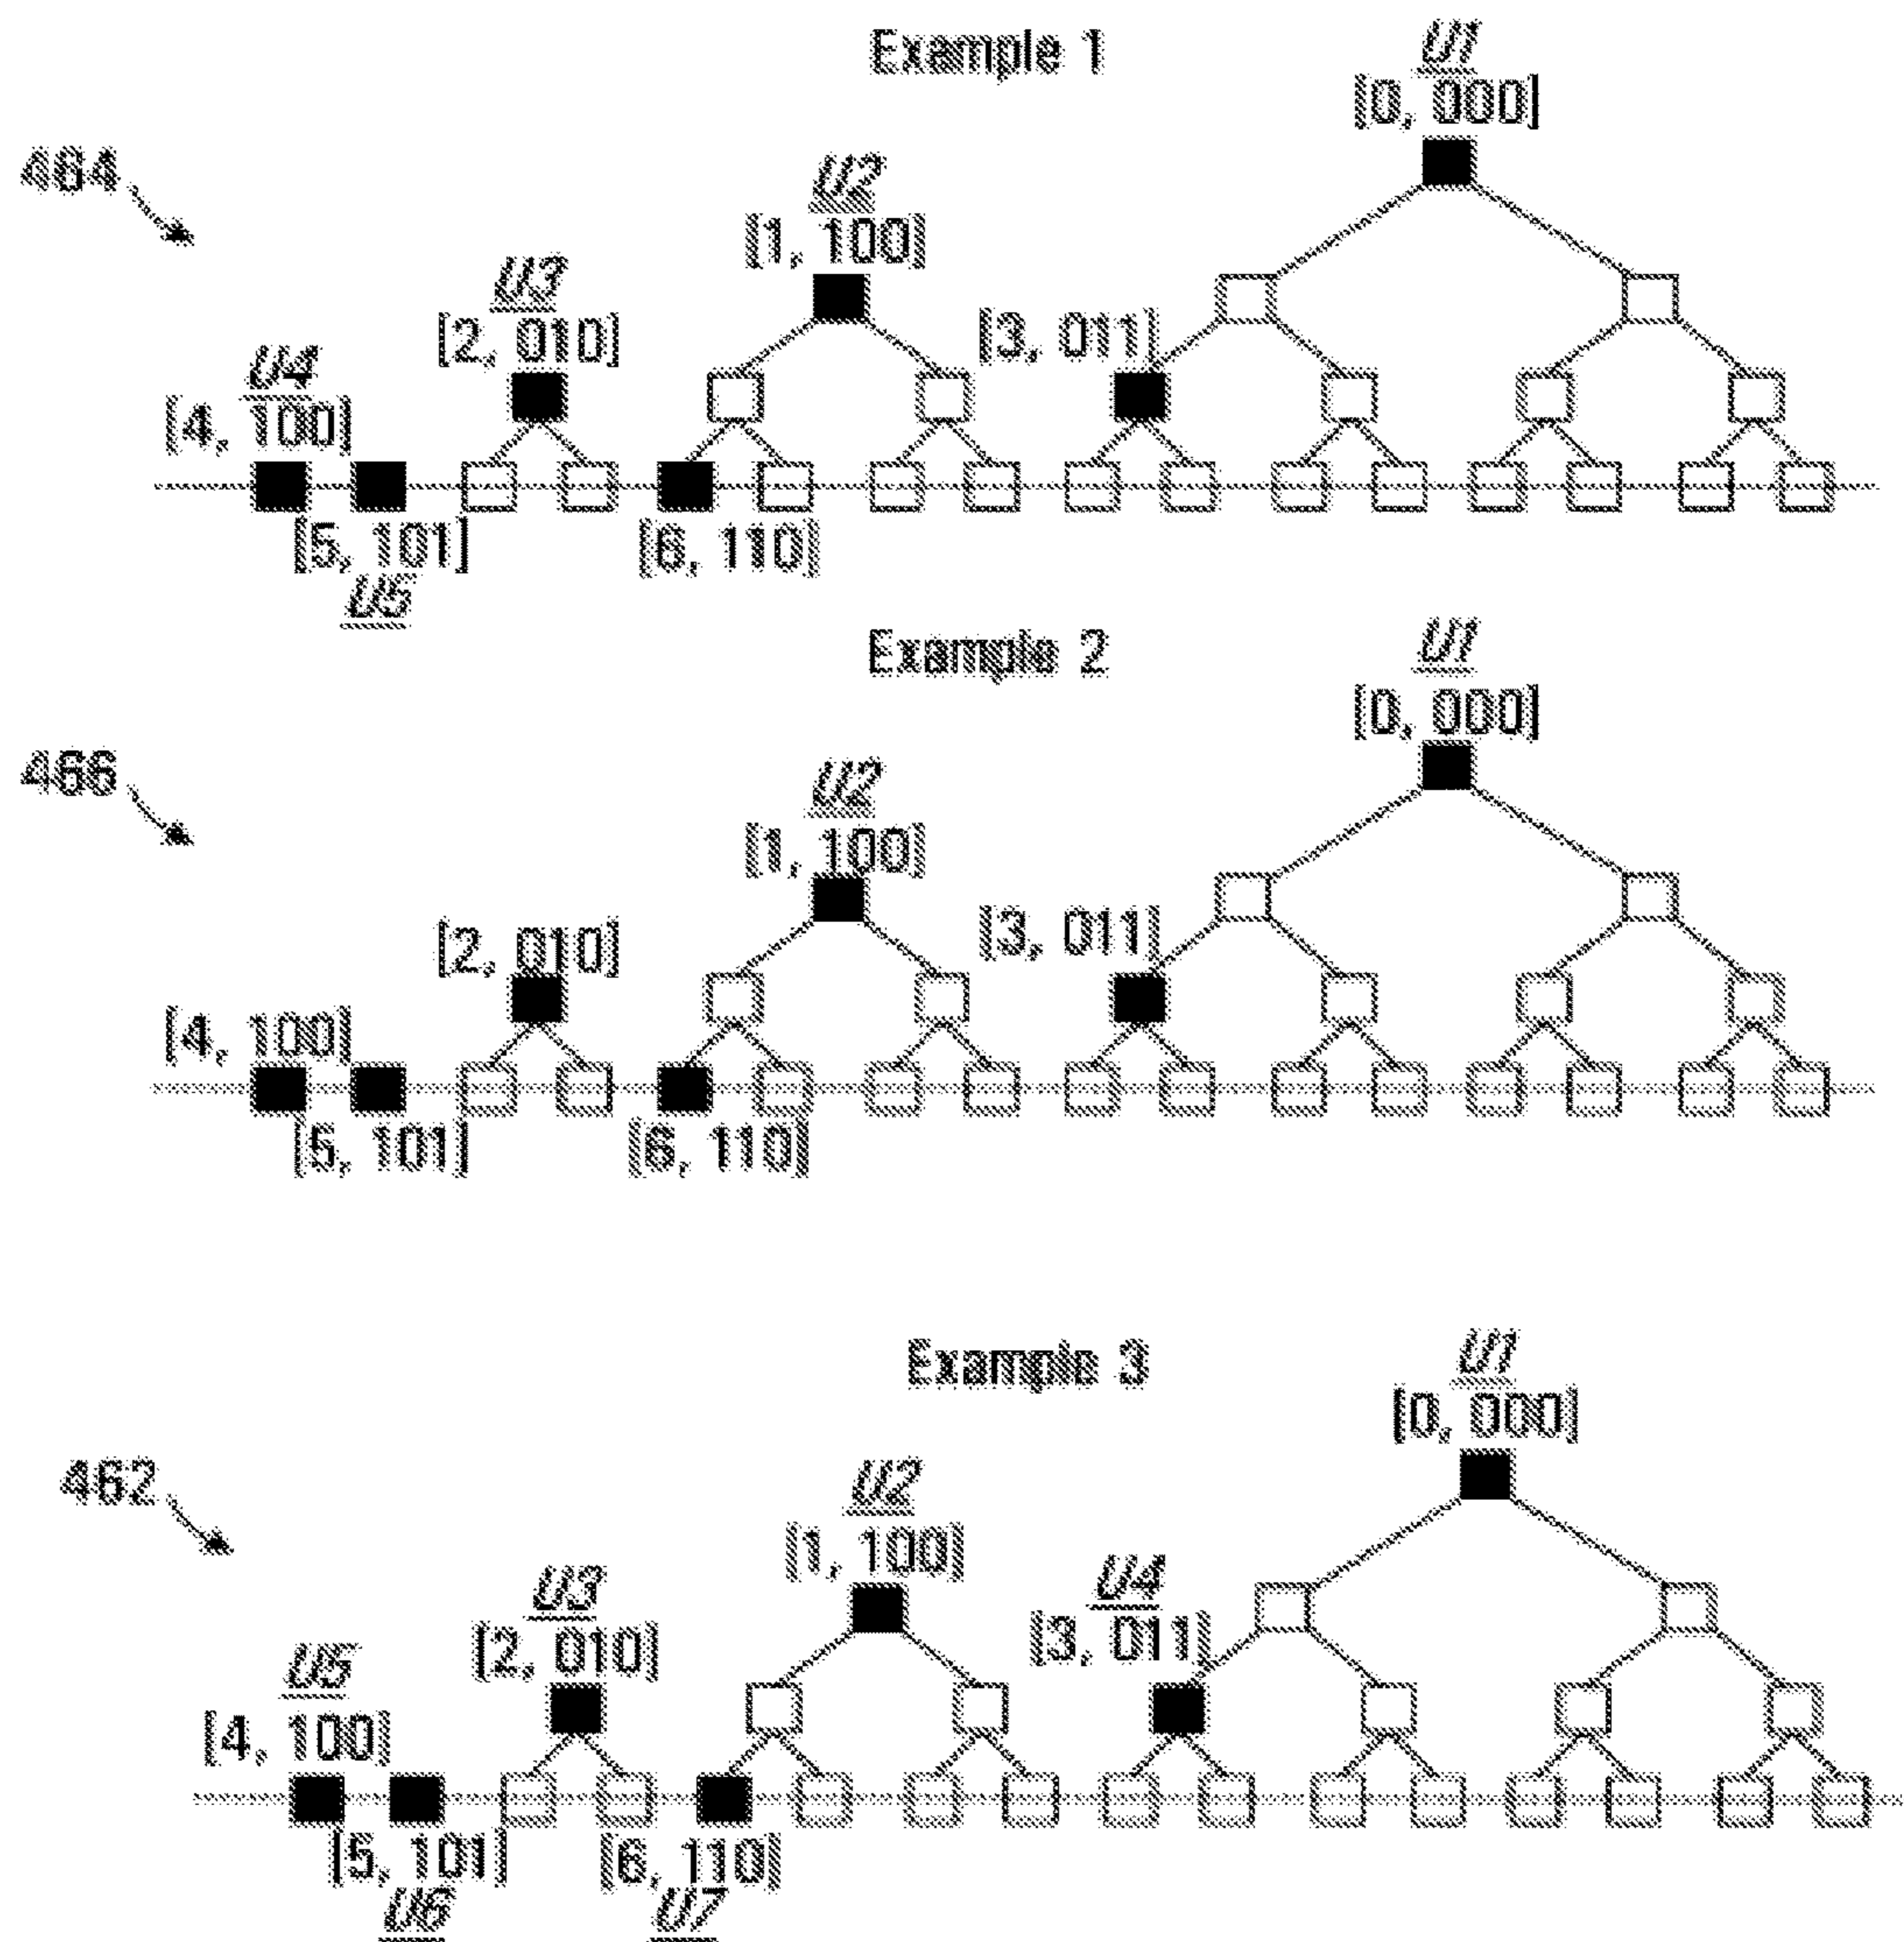 Example 1
U1
[0, 000]
464
U2
[1, 100]
U3
[2, 010]
[3, 011]
U4
[4, 100]
[5, 101]
U5
[6, 110]
Example 2
U1
[0, 000]
466
U2
[1, 100]
[2, 010]
[3, 011]
[4, 100]
[5, 101]
[6, 110]
Example 3
U1
[0, 000]
462
U2
[1, 100]
U3
[2, 010]
U4
[3, 011]
U5
[4, 100]
[5, 101]
U6
[6, 110]
U7